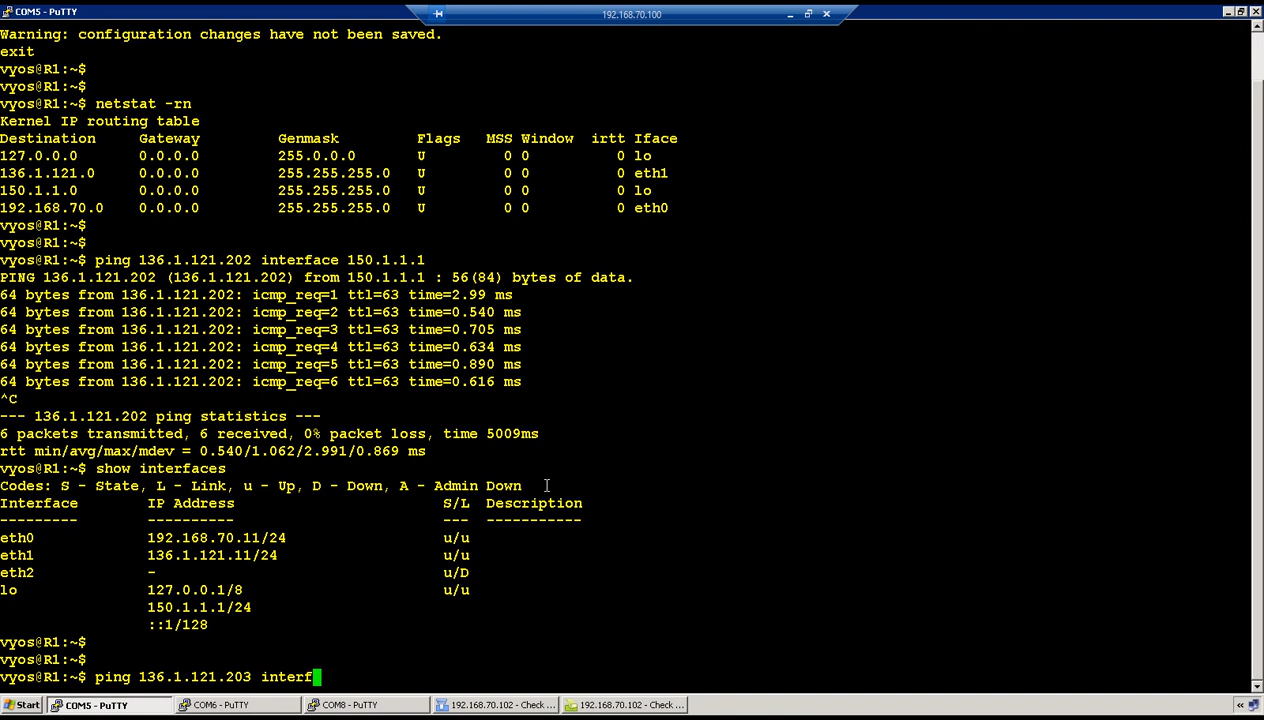 COM5 - PuTTY
192.168.70.100
Warning: configuration changes have not been saved.
exit
vyos@R1:~$
vyos@R1:~$
vyos@R1:~$ netstat -rn
Kernel IP routing table
Destination     Gateway         Genmask         Flags   MSS Window  irtt Iface
127.0.0.0       0.0.0.0         255.0.0.0       U         0 0          0 lo
136.1.121.0     0.0.0.0         255.255.255.0   U         0 0          0 eth1
150.1.1.0       0.0.0.0         255.255.255.0   U         0 0          0 lo
192.168.70.0    0.0.0.0         255.255.255.0   U         0 0          0 eth0
vyos@R1:~$
vyos@R1:~$
vyos@R1:~$ ping 136.1.121.202 interface 150.1.1.1
PING 136.1.121.202 (136.1.121.202) from 150.1.1.1 : 56(84) bytes of data.
64 bytes from 136.1.121.202: icmp_req=1 ttl=63 time=2.99 ms
64 bytes from 136.1.121.202: icmp_req=2 ttl=63 time=0.540 ms
64 bytes from 136.1.121.202: icmp_req=3 ttl=63 time=0.705 ms
64 bytes from 136.1.121.202: icmp_req=4 ttl=63 time=0.634 ms
64 bytes from 136.1.121.202: icmp_req=5 ttl=63 time=0.890 ms
64 bytes from 136.1.121.202: icmp_req=6 ttl=63 time=0.616 ms
^C
--- 136.1.121.202 ping statistics ---
6 packets transmitted, 6 received, 0% packet loss, time 5009ms
rtt min/avg/max/mdev = 0.540/1.062/2.991/0.869 ms
vyos@R1:~$ show interfaces
Codes: S - State, L - Link, u - Up, D - Down, A - Admin Down
Interface        IP Address                        S/L  Description
---------        ----------                        ---  -----------
eth0             192.168.70.11/24                  u/u
eth1             136.1.121.11/24                   u/u
eth2             -                                 u/D
lo               127.0.0.1/8                       u/u
                 150.1.1.1/24
                 ::1/128
vyos@R1:~$
vyos@R1:~$
vyos@R1:~$ ping 136.1.121.203 interf
Start COM5 - PuTTY COM6 - PuTTY COM8 - PuTTY 192.168.70.102 - Check ... 192.168.70.102 - Check ... «